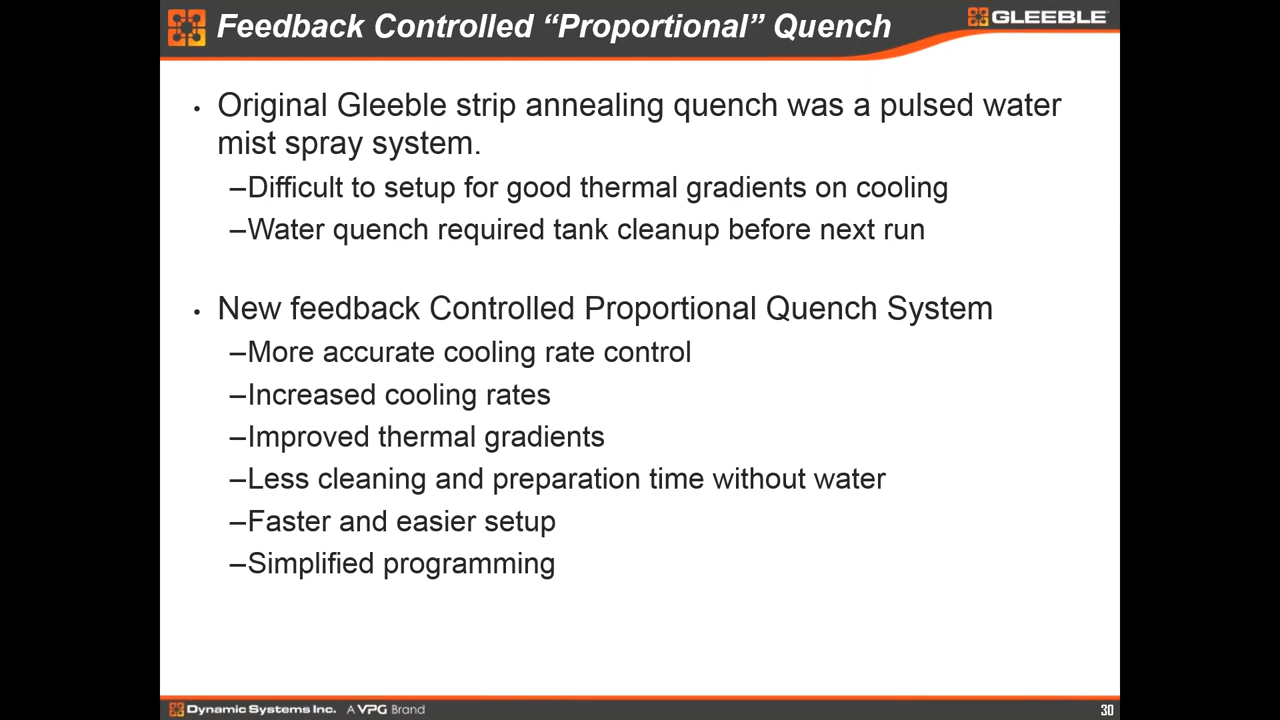 Feedback Controlled “Proportional” Quench
GLEEBLE
• Original Gleeble strip annealing quench was a pulsed water
mist spray system.
–Difficult to setup for good thermal gradients on cooling
–Water quench required tank cleanup before next run
• New feedback Controlled Proportional Quench System
–More accurate cooling rate control
–Increased cooling rates
–Improved thermal gradients
–Less cleaning and preparation time without water
–Faster and easier setup
–Simplified programming
Dynamic Systems Inc. A VPG Brand
30